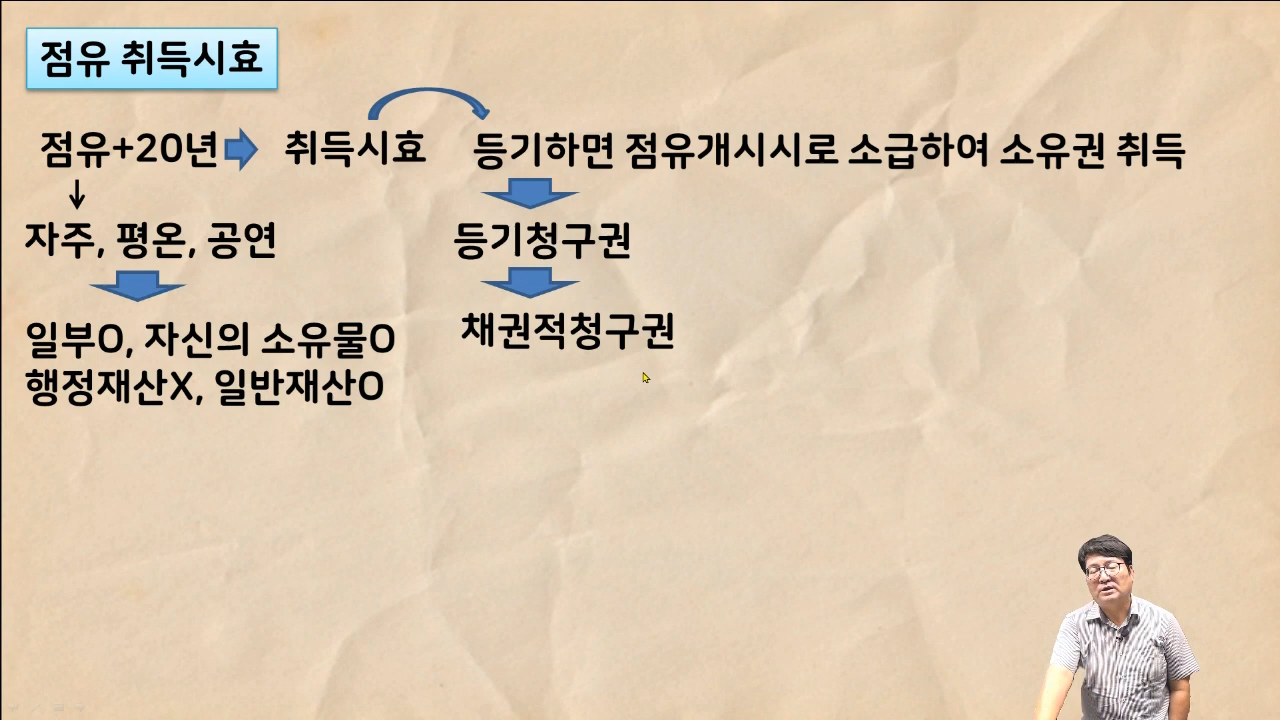 점유 취득시효
점유+20년 취득시효 등기하면 점유개시시로 소급하여 소유권 취득
자주, 평온, 공연 등기청구권
일부O, 자신의 소유물O 채권적청구권
행정재산X, 일반재산O